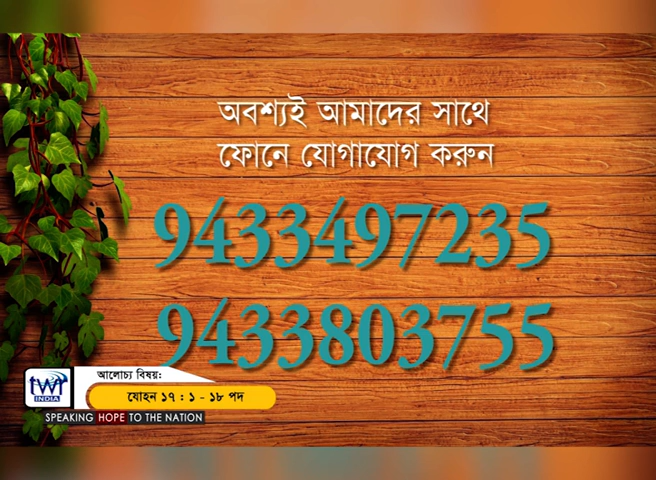 অবশ্যই আমাদের সাথে
ফোনে যোগাযোগ করুন
9433497235
9433803755
আলোচ্য বিষয়:
যোহন ১৭ : ১ - ১৮ পদ
twr
INDIA
SPEAKING HOPE TO THE NATION